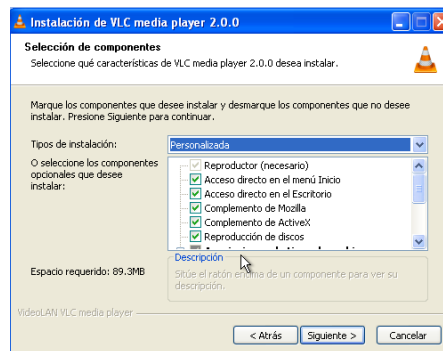 Instalación de VLC media player 2.0.0
Selección de componentes
Seleccione qué características de VLC media player 2.0.0 desea instalar.
Marque los componentes que desee instalar y desmarque los componentes que no desee
instalar. Presione Siguiente para continuar.
Tipos de instalación:
Personalizada
O seleccione los componentes
opcionales que desee
instalar:
Reproductor (necesario)
Acceso directo en el menú Inicio
Acceso directo en el Escritorio
Complemento de Mozilla
Complemento de ActiveX
Reproducción de discos
Espacio requerido: 89.3MB
Descripción
Sitúe el ratón encima de un componente para ver su
descripción.
VideoLAN VLC media player
< Atrás
Siguiente >
Cancelar